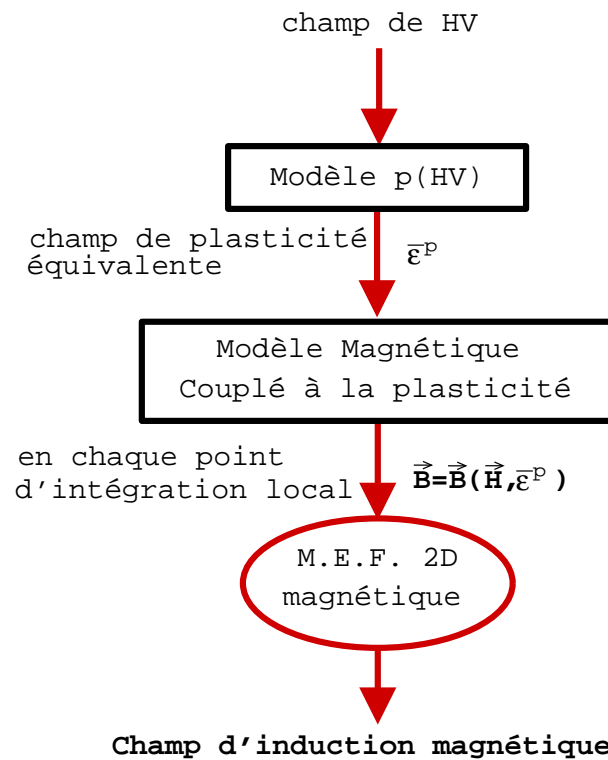 champ de HV
Modèle p(HV)
champ de plasticité
équivalente
ε̅ᵖ
Modèle Magnétique
Couplé à la plasticité
en chaque point
d'intégration local
B⃗=B⃗(H⃗,ε̅ᵖ)
M.E.F. 2D
magnétique
Champ d'induction magnétique